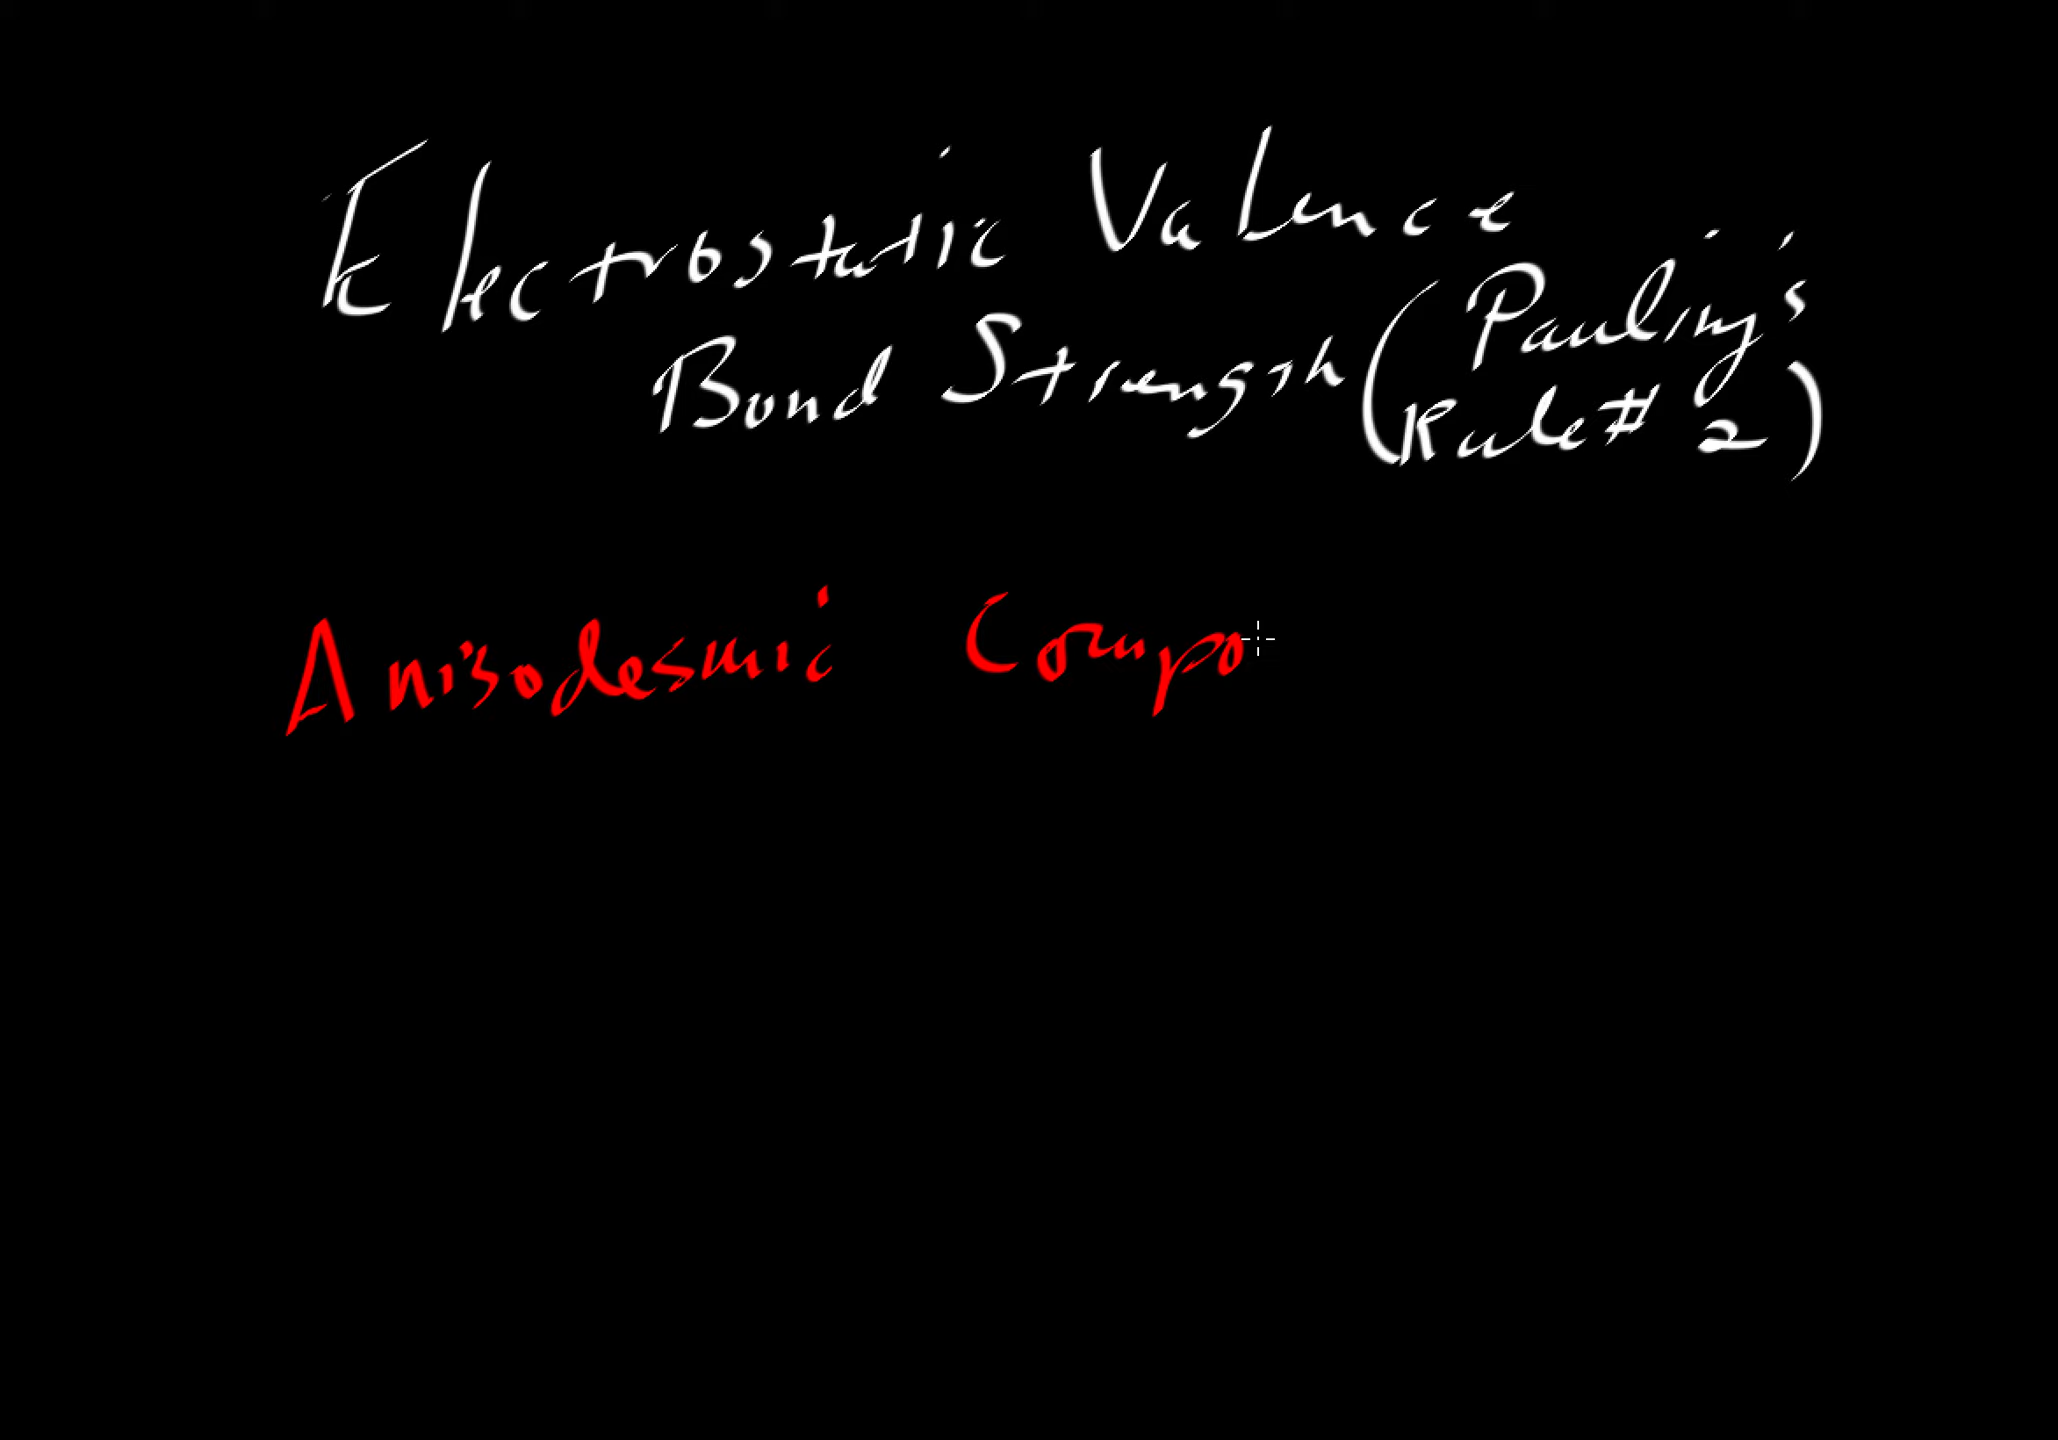 Electrostatic Valence
Bond Strength (Pauling's
Rule # 2)
Anisodesmic Compo